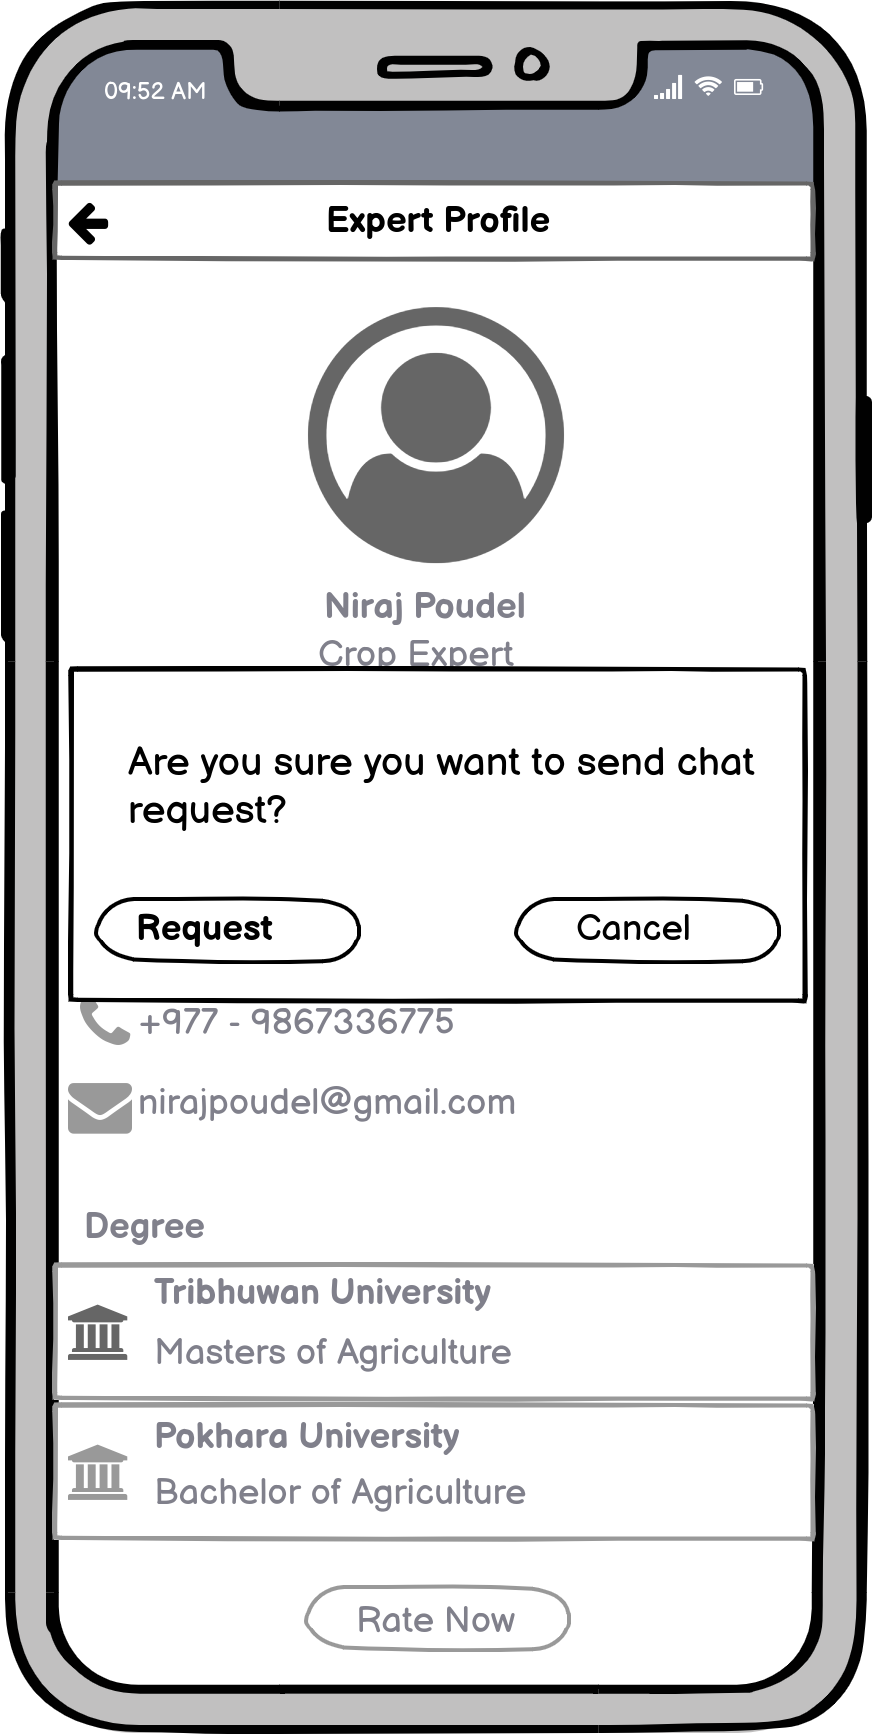 09:52 AM
Expert Profile
Niraj Poudel
Crop Expert
Are you sure you want to send chat
request?
Request
Cancel
+977 - 9867336775
nirajpoudel@gmail.com
Degree
Tribhuwan University
Masters of Agriculture
Pokhara University
Bachelor of Agriculture
Rate Now